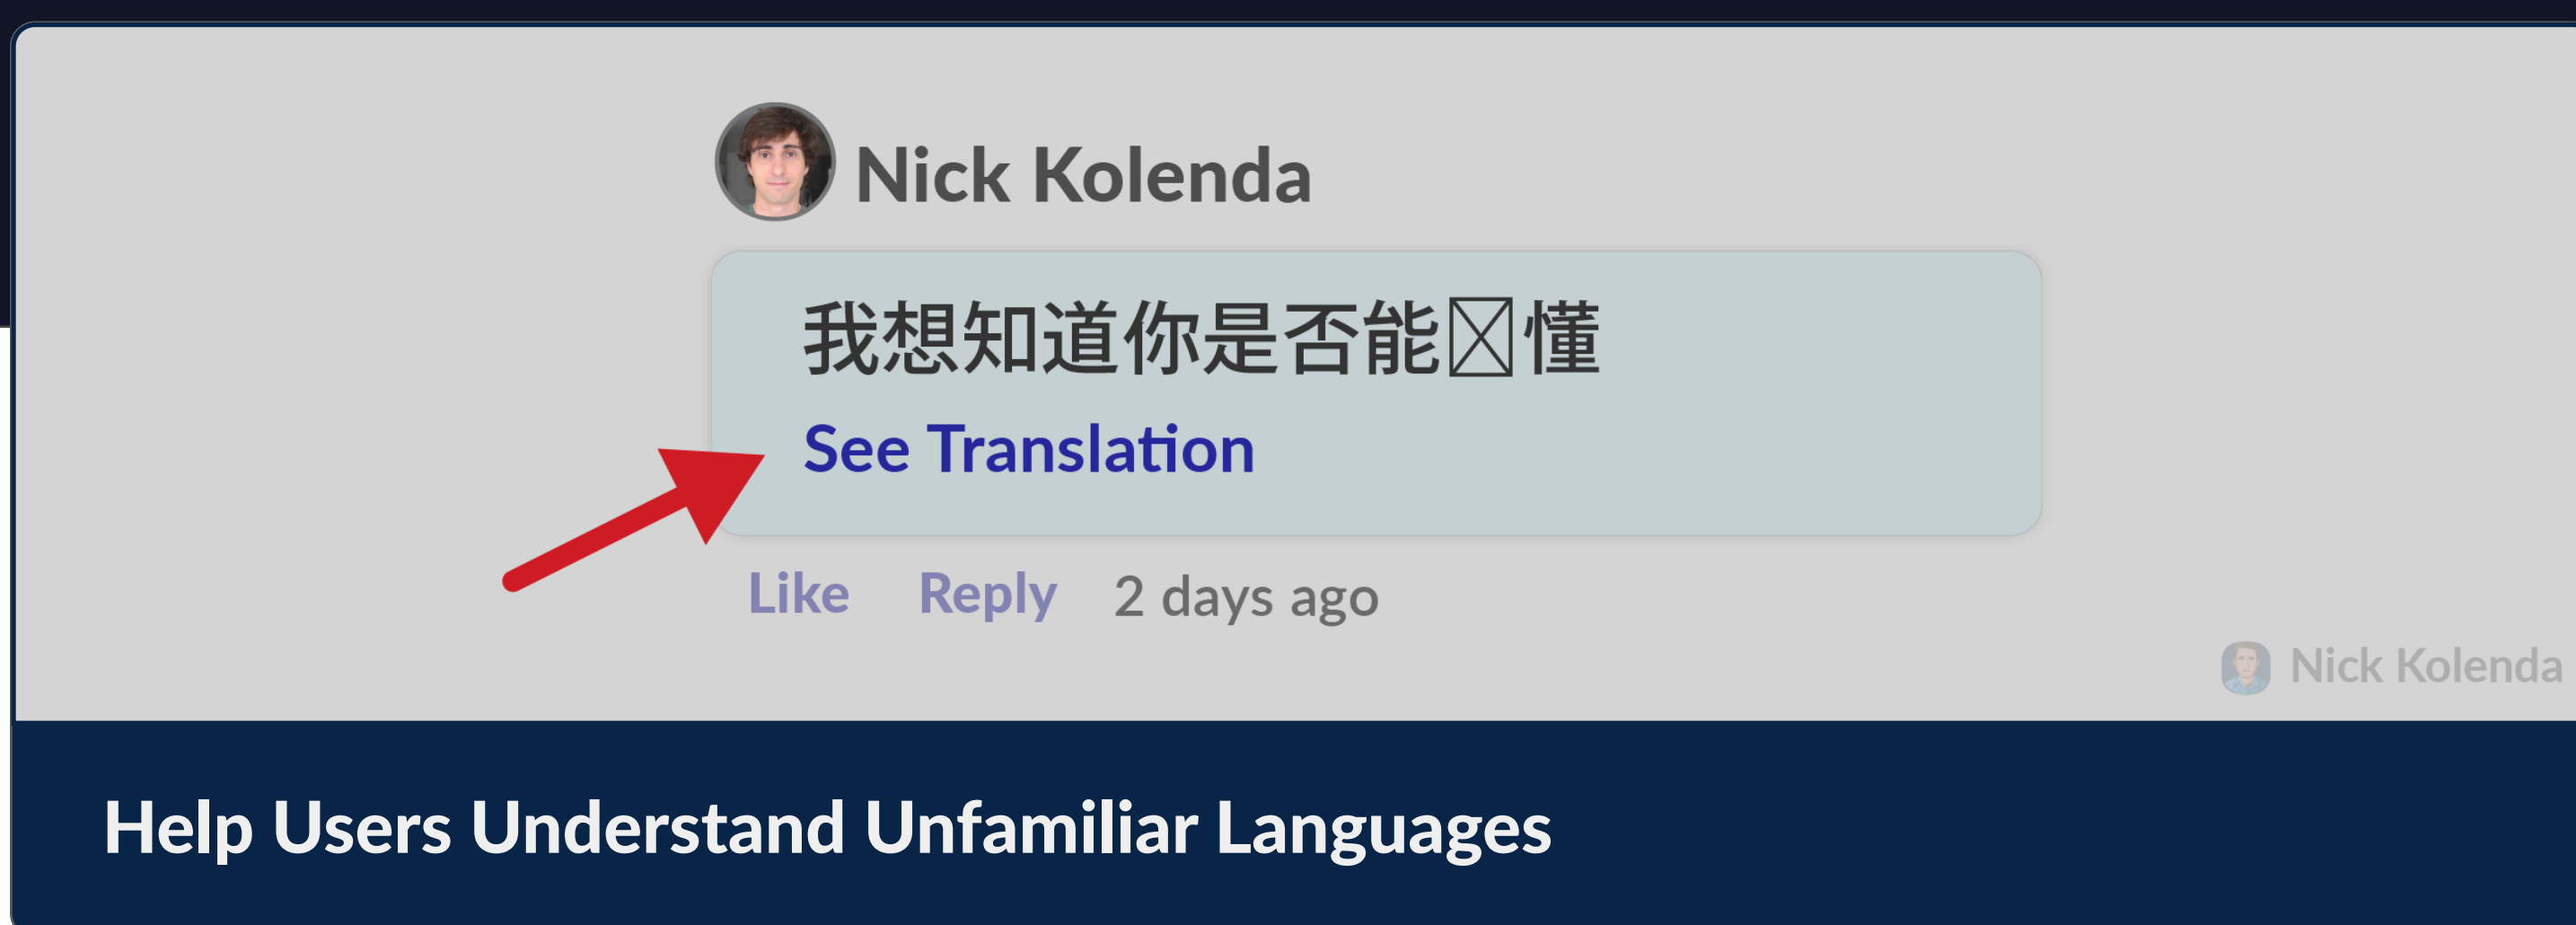 Nick Kolenda
我想知道你是否能☒懂
See Translation
Like Reply 2 days ago
Nick Kolenda
Help Users Understand Unfamiliar Languages